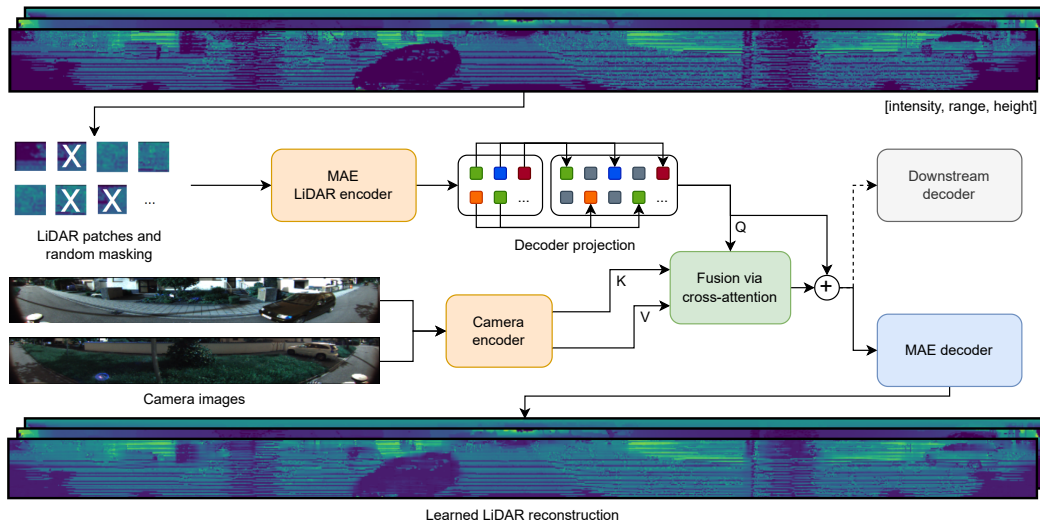 [intensity, range, height]
X
X X
...
LiDAR patches and
random masking
MAE
LiDAR encoder
...
...
Decoder projection
Downstream
decoder
Q
Fusion via
cross-attention
+
K
V
Camera
encoder
MAE decoder
Camera images
Learned LiDAR reconstruction